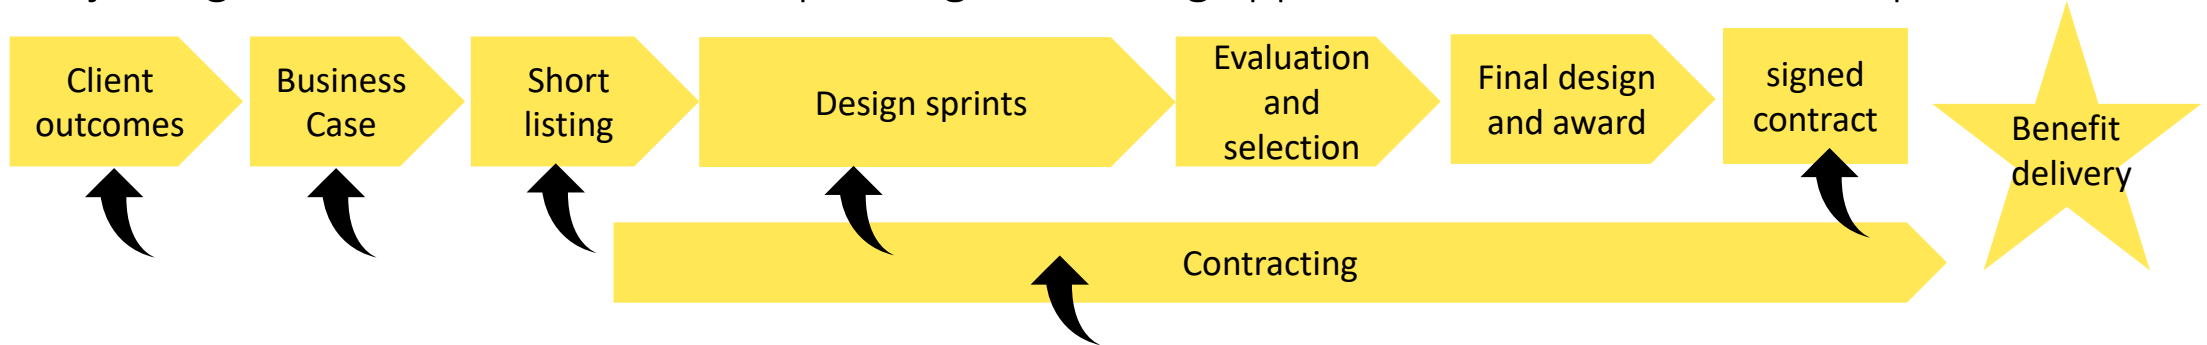 Client
outcomes
Business
Case
Short
listing
Design sprints
Evaluation
and
selection
Final design
and award
signed
contract
Benefit
delivery
Contracting